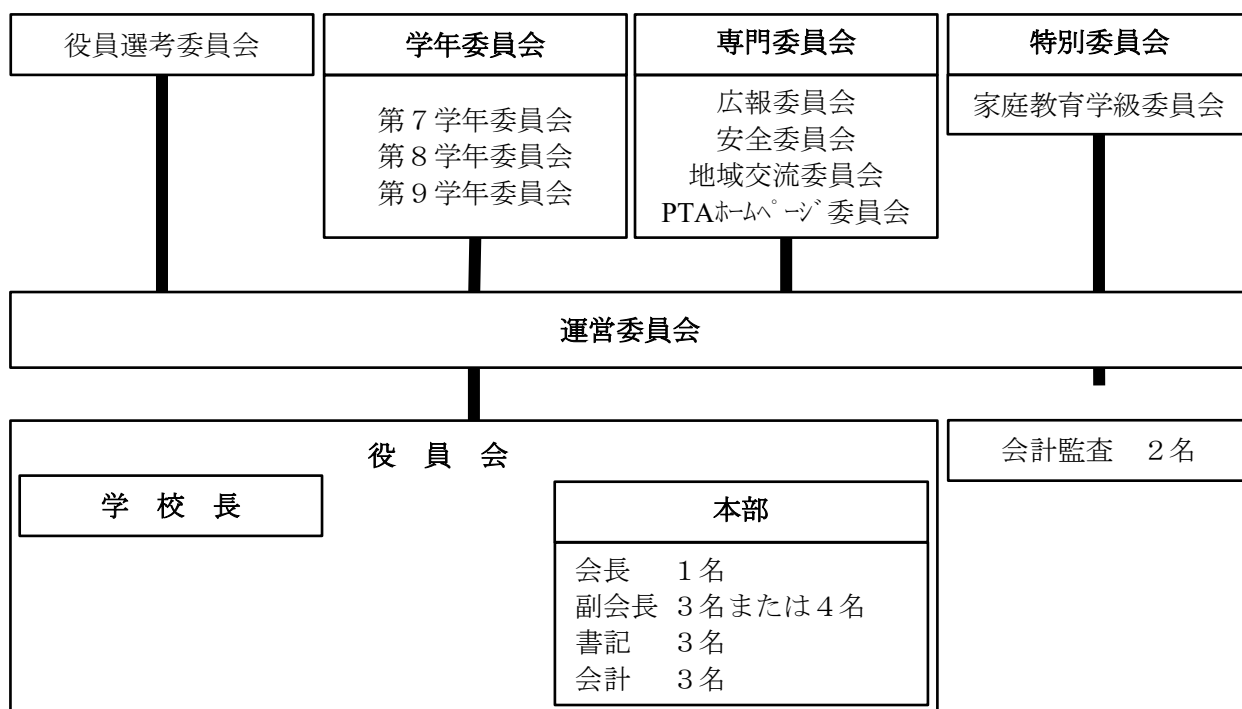 役員選考委員会
学年委員会
第７学年委員会
第８学年委員会
第９学年委員会
専門委員会
広報委員会
安全委員会
地域交流委員会
PTAﾎｰﾑﾍﾟｰｼﾞ委員会
特別委員会
家庭教育学級委員会
運営委員会
役　員　会
学　校　長
本部
会長　　１名
副会長　３名または４名
書記　　３名
会計　　３名
会計監査　２名